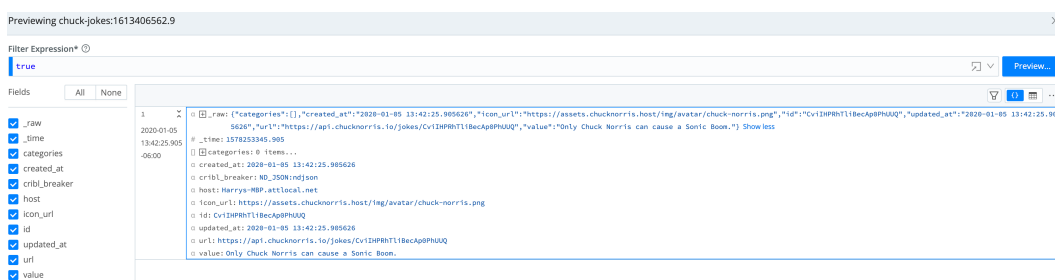 Previewing chuck-jokes:1613406562.9
Filter Expression*
true
Preview...
Fields All None
_raw
_time
categories
created_at
cribl_breaker
host
icon_url
id
updated_at
url
value
1
2020-01-05
13:42:25.905
-06:00
α _raw: {"categories":[],"created_at":"2020-01-05 13:42:25.905626","icon_url":"https://assets.chucknorris.host/img/avatar/chuck-norris.png","id":"CviIHPRhTliBecAp0PhUUQ","updated_at":"2020-01-05 13:42:25.90
5626","url":"https://api.chucknorris.io/jokes/CviIHPRhTliBecAp0PhUUQ","value":"Only Chuck Norris can cause a Sonic Boom."} Show less
# _time: 1578253345.905
[] categories: 0 items...
α created_at: 2020-01-05 13:42:25.905626
α cribl_breaker: ND_JSON:ndjson
α host: Harrys-MBP.attlocal.net
α icon_url: https://assets.chucknorris.host/img/avatar/chuck-norris.png
α id: CviIHPRhTliBecAp0PhUUQ
α updated_at: 2020-01-05 13:42:25.905626
α url: https://api.chucknorris.io/jokes/CviIHPRhTliBecAp0PhUUQ
α value: Only Chuck Norris can cause a Sonic Boom.